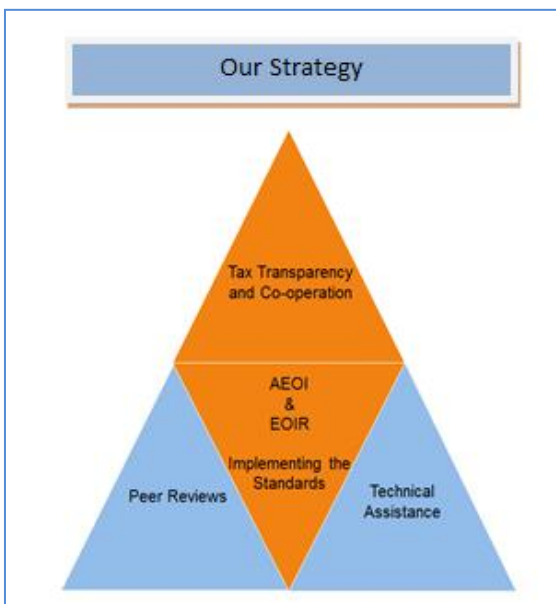 Our Strategy
Tax Transparency
and Co-operation
AEOI
&
EOIR
Implementing the
Standards
Peer Reviews
Technical
Assistance